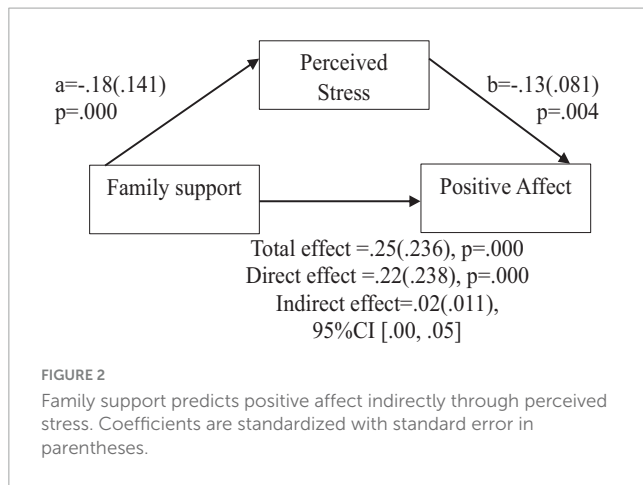 Perceived
Stress
a=-.18(.141)
p=.000
b=-.13(.081)
p=.004
Family support
Positive Affect
Total effect =.25(.236), p=.000
Direct effect =.22(.238), p=.000
Indirect effect=.02(.011),
95%CI [.00, .05]
FIGURE 2
Family support predicts positive affect indirectly through perceived
stress. Coefficients are standardized with standard error in
parentheses.